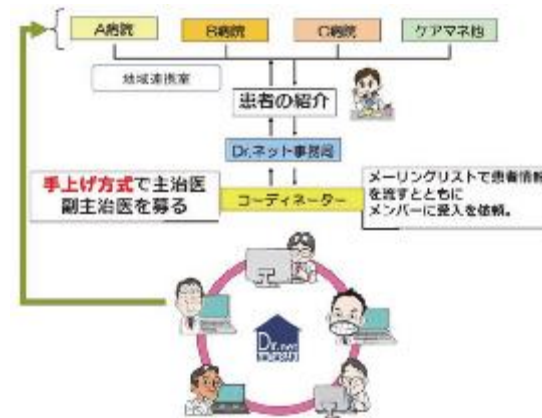 A病院
B病院
C病院
ケアマネ他
地域連携室
患者の紹介
Dr.ネット事務局
手上げ方式で主治医
副主治医を募る
コーディネーター
メーリングリストで患者情報
を流すとともに
メンバーに受入を依頼。
Dr.net